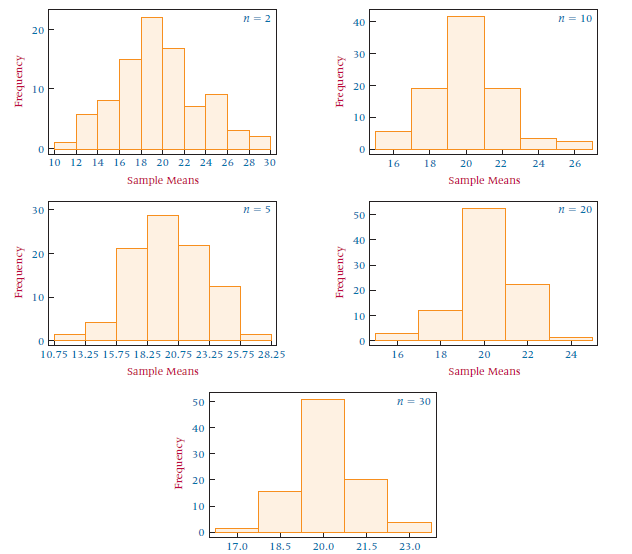 n = 2
Frequency
20
10
0
10 12 14 16 18 20 22 24 26 28 30
Sample Means
n = 10
Frequency
40
30
20
10
0
16 18 20 22 24 26
Sample Means
n = 5
Frequency
30
20
10
0
10.75 13.25 15.75 18.25 20.75 23.25 25.75 28.25
Sample Means
n = 20
Frequency
50
40
30
20
10
0
16 18 20 22 24
Sample Means
n = 30
Frequency
50
40
30
20
10
0
17.0 18.5 20.0 21.5 23.0